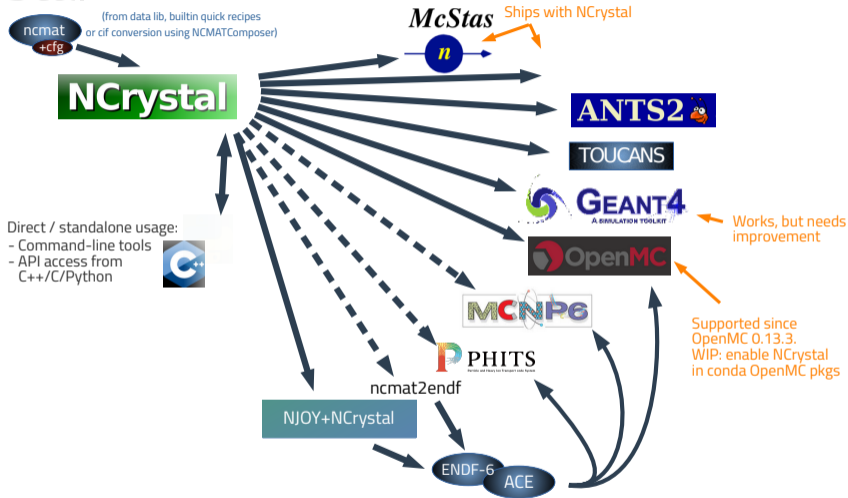 ncmat
+cfg
(from data lib, builtin quick recipes
or cif conversion using NCMATComposer)
NCrystal
McStas
n
Ships with NCrystal
ANTS2
TOUCANS
GEANT4
A SIMULATION TOOLKIT
Works, but needs
improvement
OpenMC
Direct / standalone usage:
- Command-line tools
- API access from
C++/C/Python
C++
MCNP6
Supported since
OpenMC 0.13.3.
WIP: enable NCrystal
in conda OpenMC pkgs
PHITS
ncmat2endf
NJOY+NCrystal
ENDF-6
ACE